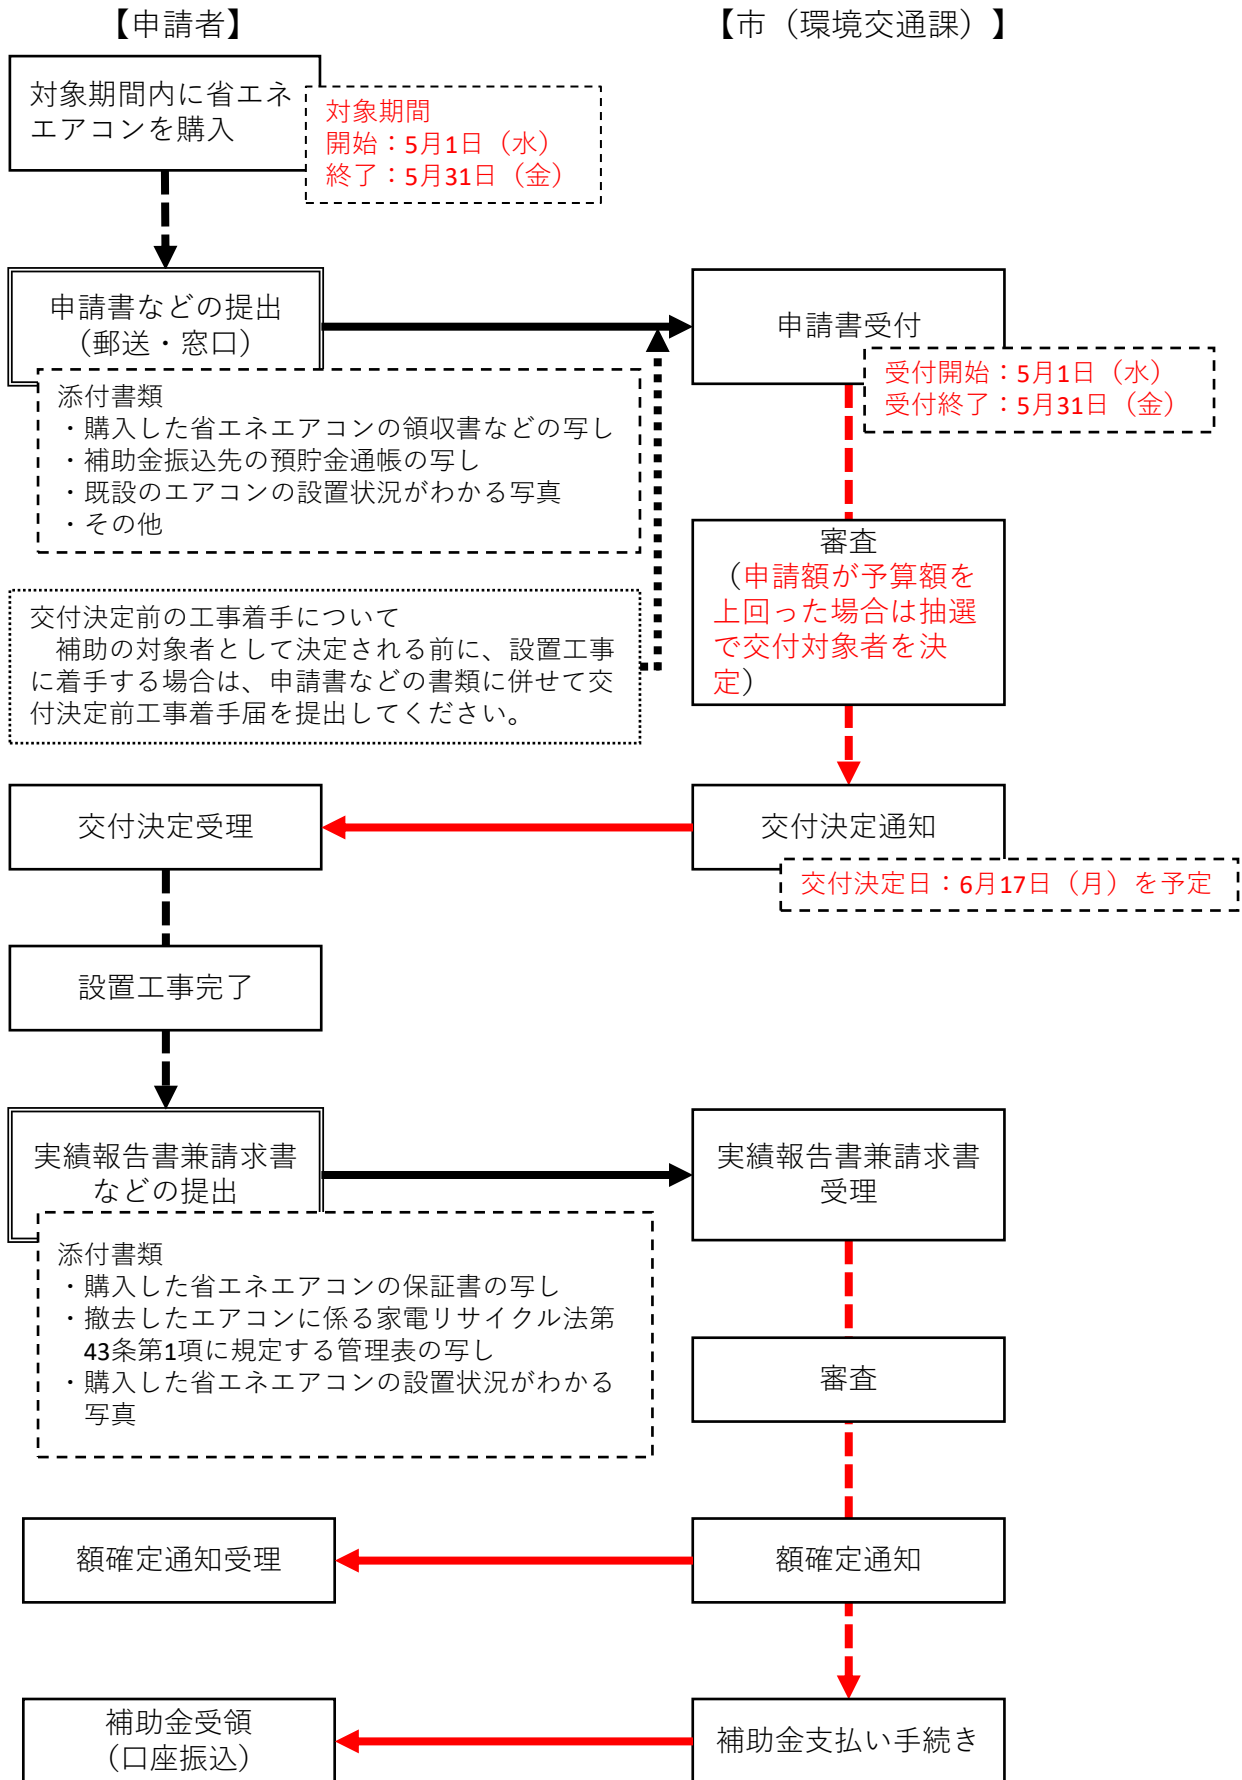 【申請者】
【市（環境交通課）】
対象期間内に省エネ
エアコンを購入
対象期間
開始：5月1日（水）
終了：5月31日（金）
申請書などの提出
（郵送・窓口）
申請書受付
受付開始：5月1日（水）
受付終了：5月31日（金）
添付書類
・購入した省エネエアコンの領収書などの写し
・補助金振込先の預貯金通帳の写し
・既設のエアコンの設置状況がわかる写真
・その他
審査
（申請額が予算額を
上回った場合は抽選
で交付対象者を決
定）
交付決定前の工事着手について
　補助の対象者として決定される前に、設置工事
に着手する場合は、申請書などの書類に併せて交
付決定前工事着手届を提出してください。
交付決定受理
交付決定通知
交付決定日：6月17日（月）を予定
設置工事完了
実績報告書兼請求書
などの提出
実績報告書兼請求書
受理
添付書類
・購入した省エネエアコンの保証書の写し
・撤去したエアコンに係る家電リサイクル法第
43条第1項に規定する管理表の写し
・購入した省エネエアコンの設置状況がわかる
写真
審査
額確定通知受理
額確定通知
補助金受領
（口座振込）
補助金支払い手続き